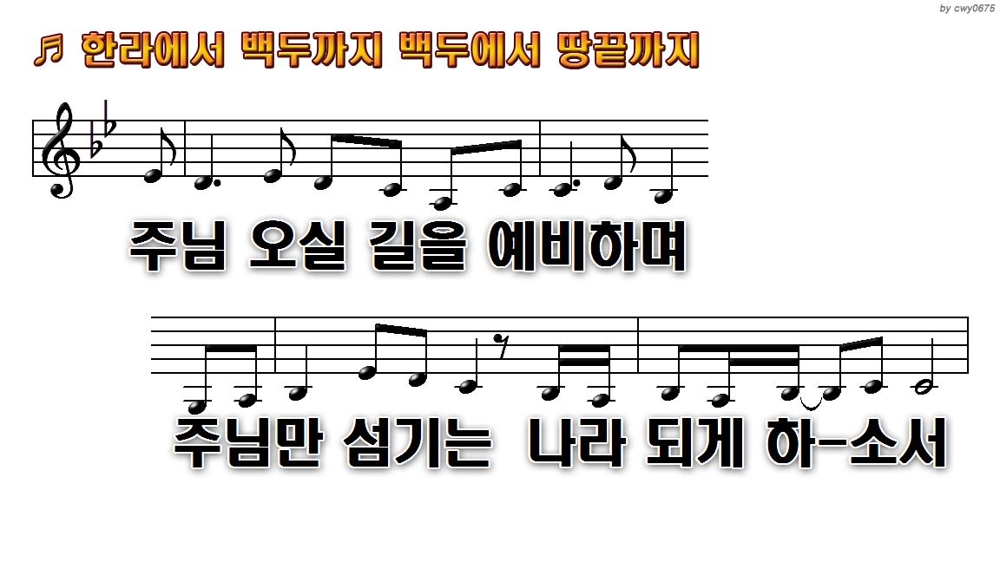 by cwy0675
♬ 한라에서 백두까지 백두에서 땅끝까지
주님 오실 길을 예비하며
주님만 섬기는 나라 되게 하-소서